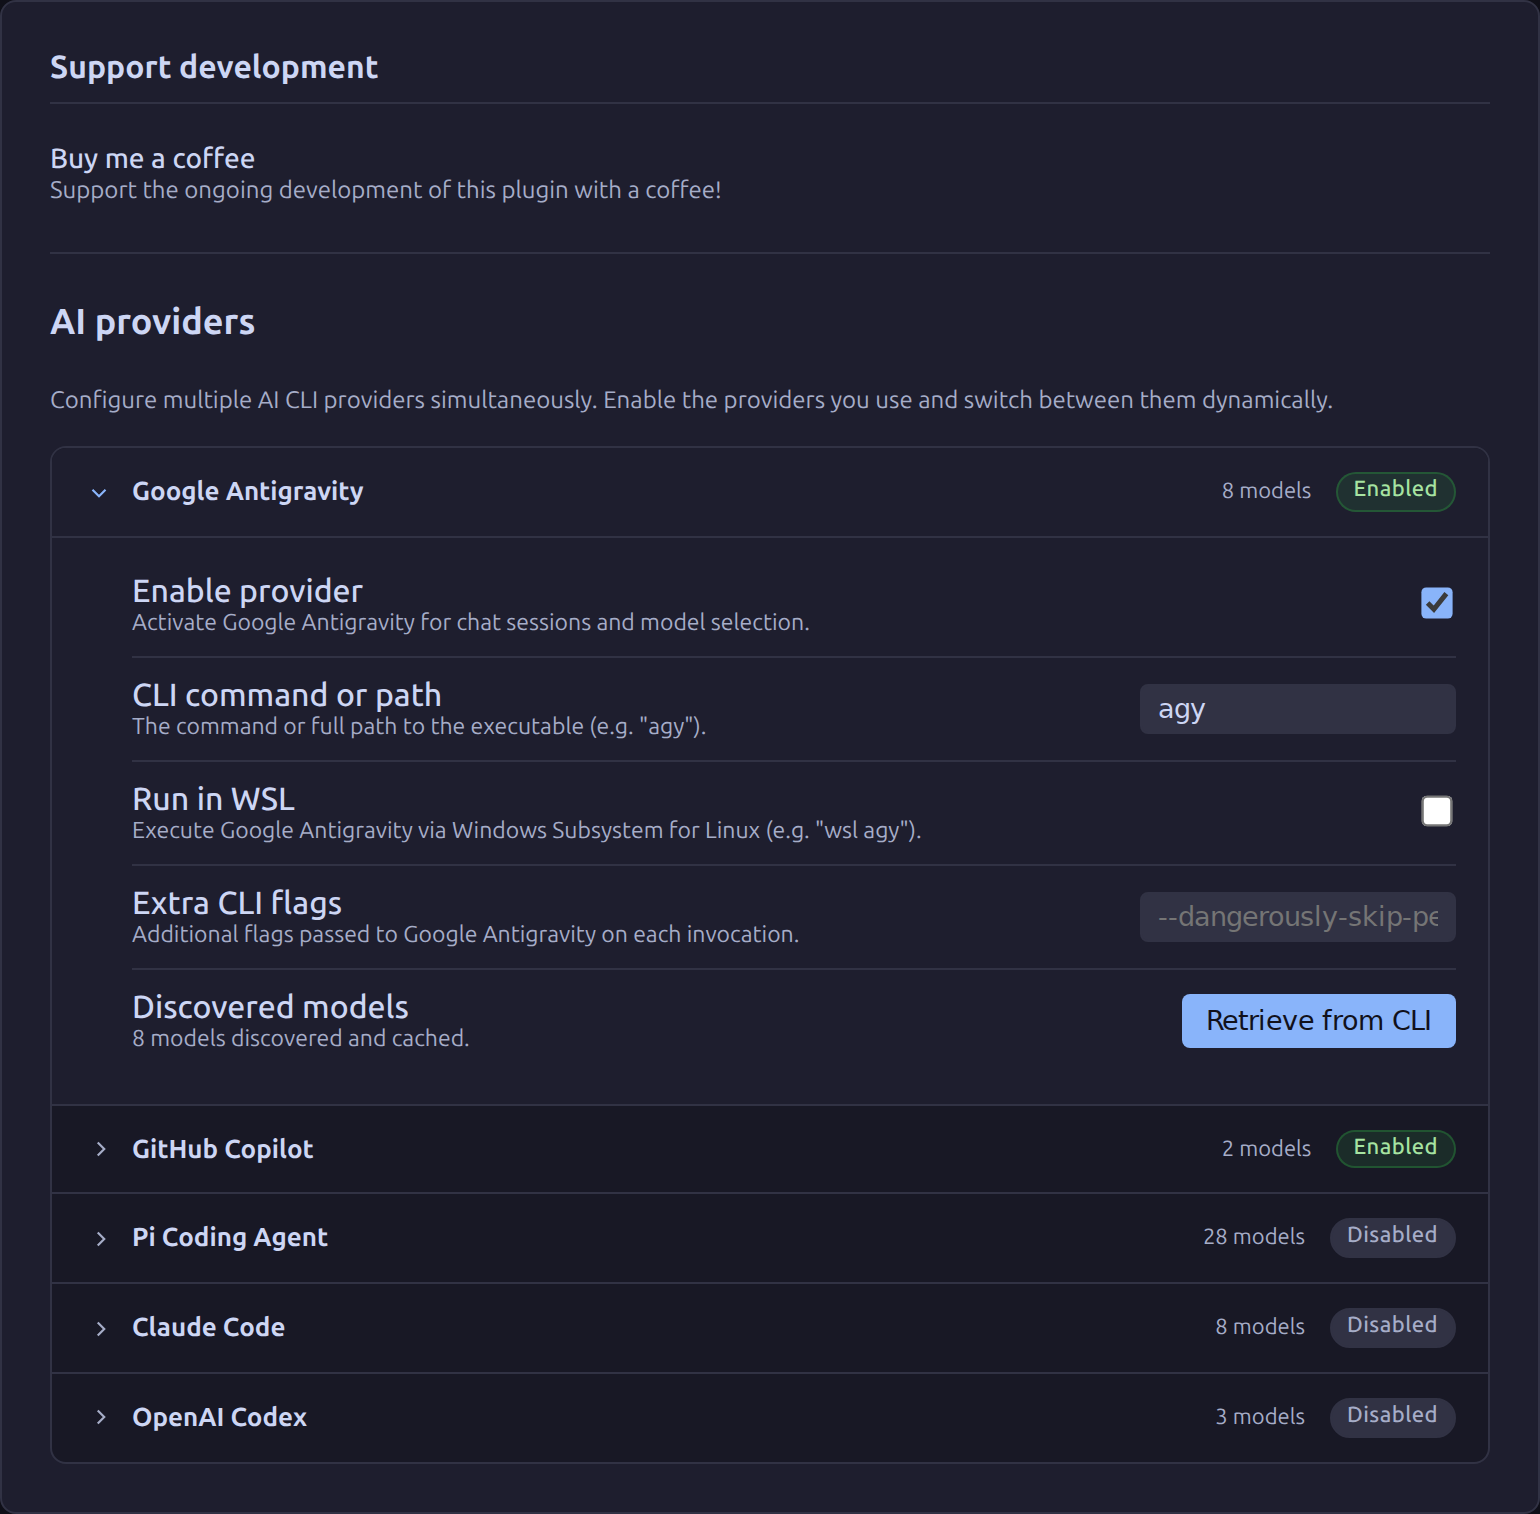 Support development
Buy me a coffee
Support the ongoing development of this plugin with a coffee!
AI providers
Configure multiple AI CLI providers simultaneously. Enable the providers you use and switch between them dynamically.
Google Antigravity 8 models Enabled
Enable provider
Activate Google Antigravity for chat sessions and model selection.
CLI command or path
The command or full path to the executable (e.g. "agy").
agy
Run in WSL
Execute Google Antigravity via Windows Subsystem for Linux (e.g. "wsl agy").
Extra CLI flags
Additional flags passed to Google Antigravity on each invocation.
--dangerously-skip-pe
Discovered models
8 models discovered and cached.
Retrieve from CLI
GitHub Copilot 2 models Enabled
Pi Coding Agent 28 models Disabled
Claude Code 8 models Disabled
OpenAI Codex 3 models Disabled